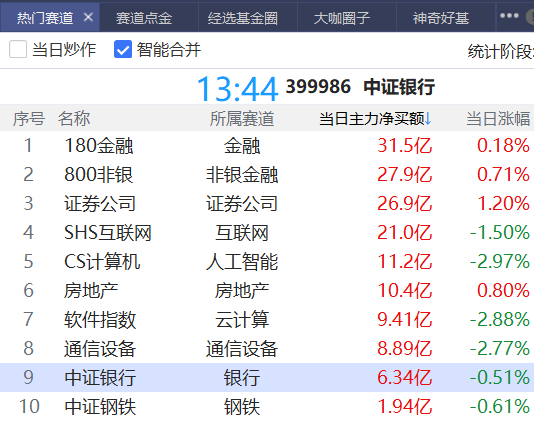 热门赛道 × 赛道点金 经选基金圈 大咖圈子 神奇好基 •••
当日炒作 智能合并 统计阶段:
13:44 399986 中证银行
序号 名称 所属赛道 当日主力净买额↓ 当日涨幅
1 180金融 金融 31.5亿 0.18%
2 800非银 非银金融 27.9亿 0.71%
3 证券公司 证券公司 26.9亿 1.20%
4 SHS互联网 互联网 21.0亿 -1.50%
5 CS计算机 人工智能 11.2亿 -2.97%
6 房地产 房地产 10.4亿 0.80%
7 软件指数 云计算 9.41亿 -2.88%
8 通信设备 通信设备 8.89亿 -2.77%
9 中证银行 银行 6.34亿 -0.51%
10 中证钢铁 钢铁 1.94亿 -0.61%